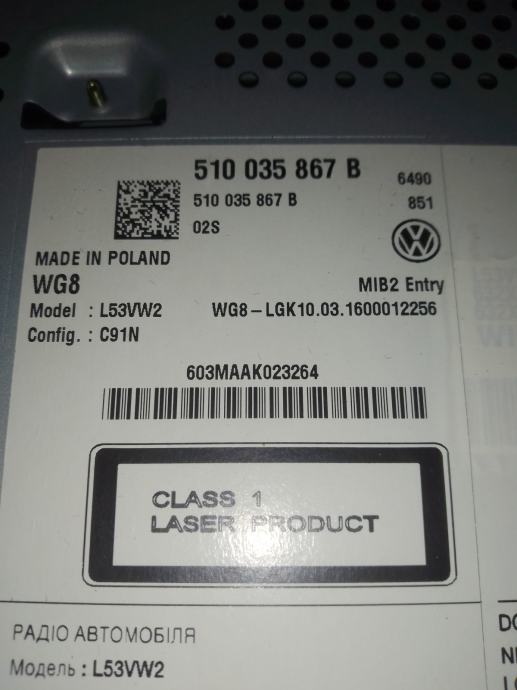 510 035 867 B
6490
510 035 867 B
851
02S
MADE IN POLAND
WG8
MIB2 Entry
Model : L53VW2
WG8-LGK10.03.1600012256
Config. : C91N
603MAAK023264
CLASS 1
LASER PRODUCT
РАДІО АВТОМОБІЛЯ
Модель : L53VW2